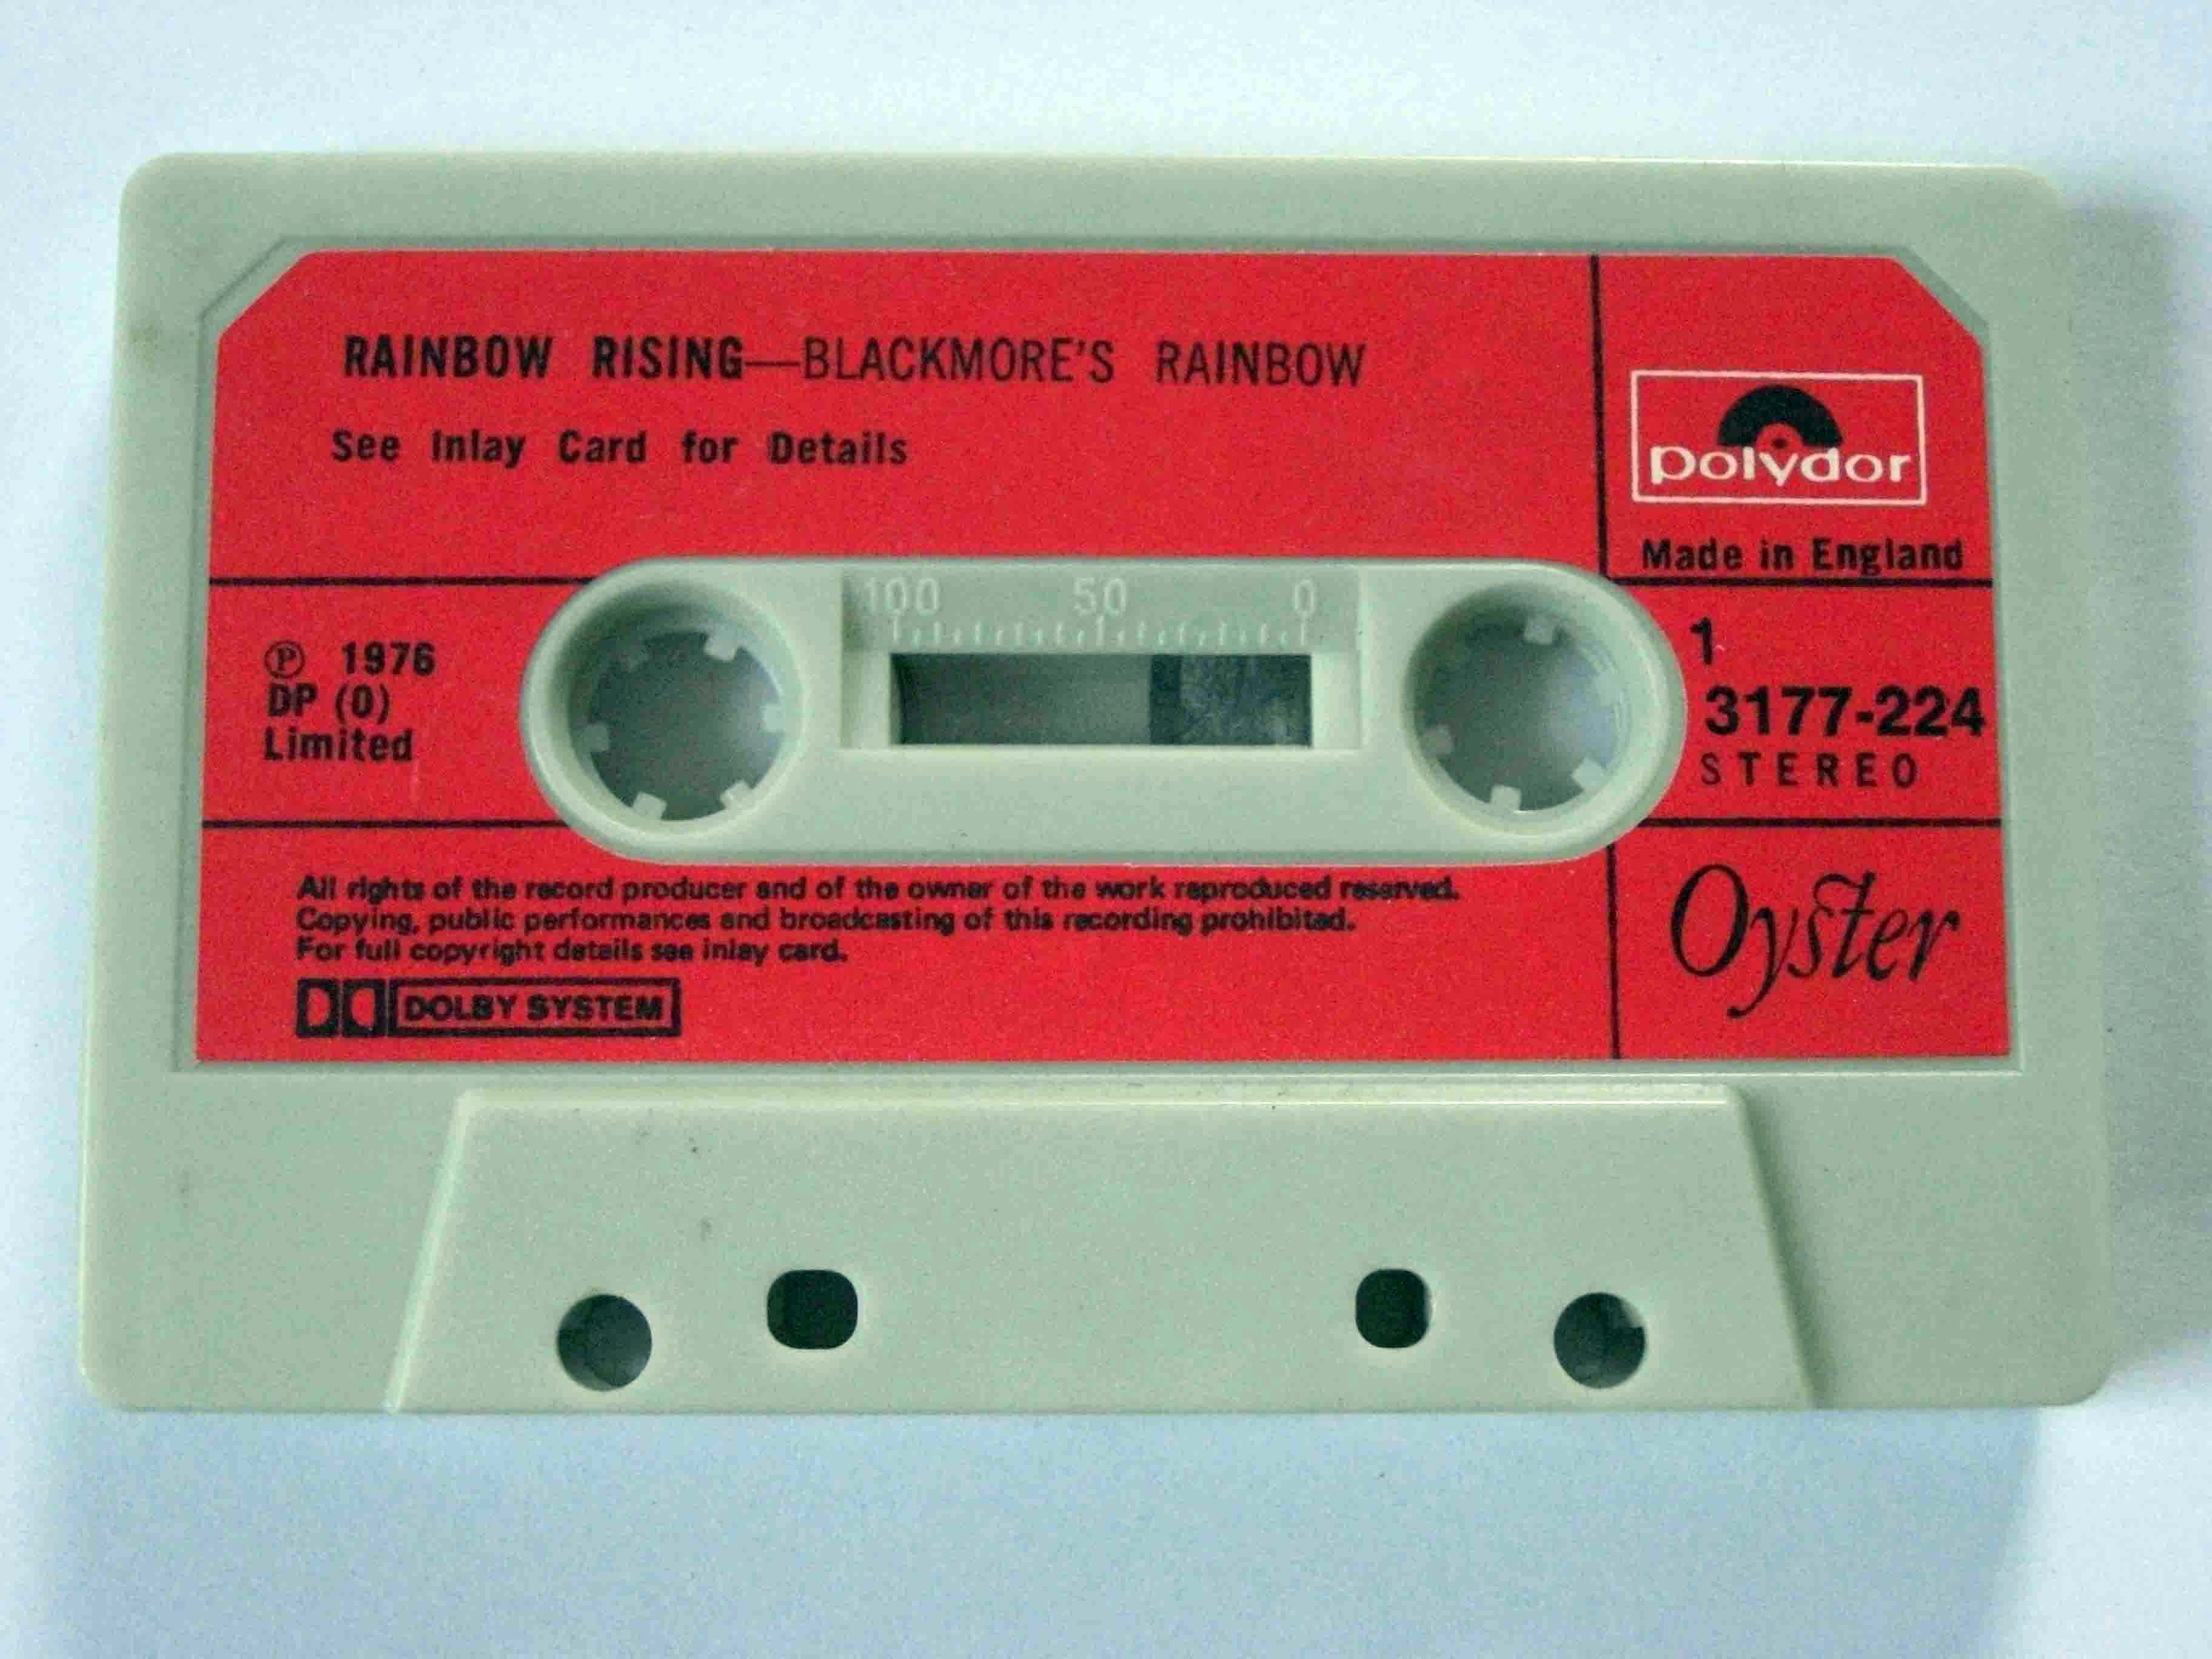 RAINBOW RISING—BLACKMORE'S RAINBOW
See Inlay Card for Details
polydor
Made in England
100 50 0
℗ 1976
DP (0)
Limited
1
3177-224
STEREO
All rights of the record producer and of the owner of the work reproduced reserved.
Copying, public performances and broadcasting of this recording prohibited.
For full copyright details see inlay card.
DOLBY SYSTEM
Oyster